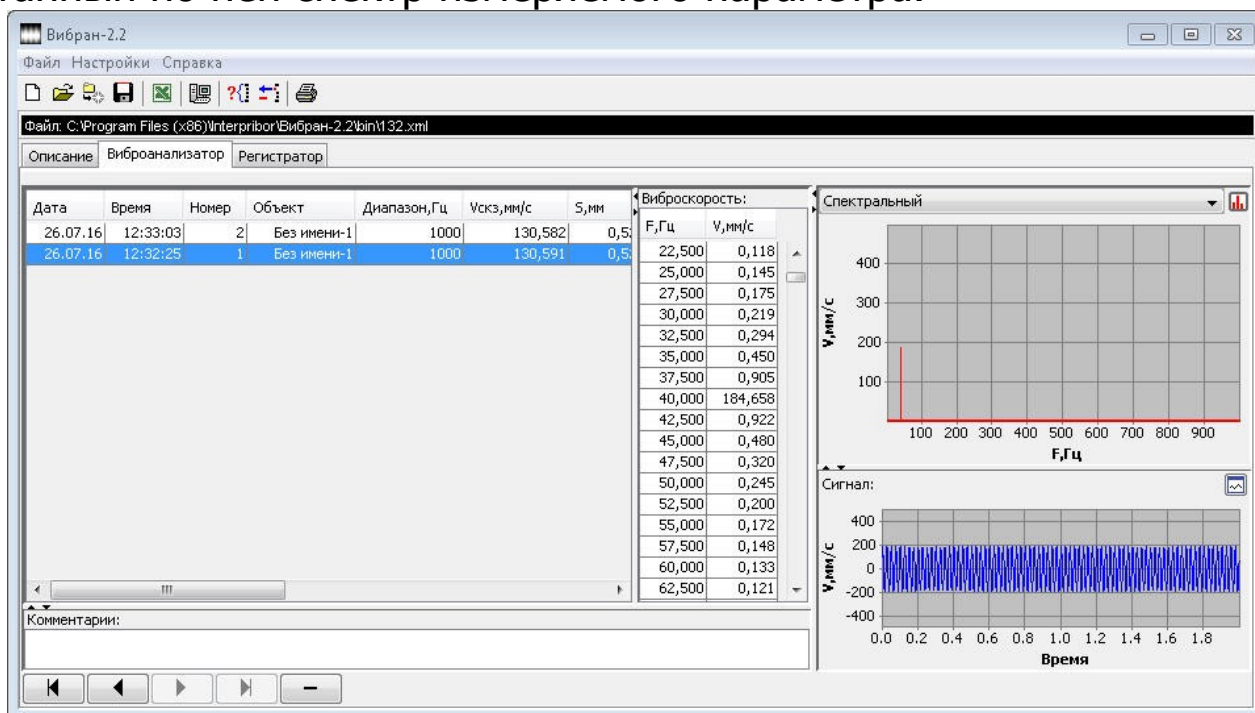 спектр измеряемого параметра.
Вибран-2.2
Файл Настройки Справка
Файл: C:\Program Files (x86)\Interpribor\Вибран-2.2\bin\132.xml
Описание Виброанализатор Регистратор
Дата Время Номер Объект Диапазон,Гц Vскз,мм/с S,мм
26.07.16 12:33:03 2 Без имени-1 1000 130,582
26.07.16 12:32:25 1 Без имени-1 1000 130,591
Виброскорость:
F,Гц V,мм/с
22,500 0,118
25,000 0,145
27,500 0,175
30,000 0,219
32,500 0,294
35,000 0,450
37,500 0,905
40,000 184,658
42,500 0,922
45,000 0,480
47,500 0,320
50,000 0,245
52,500 0,200
55,000 0,172
57,500 0,148
60,000 0,133
62,500 0,121
Спектральный
400
300
200
100
V,мм/с
100 200 300 400 500 600 700 800 900
F,Гц
Сигнал:
400
200
0
-200
-400
V,мм/с
0.0 0.2 0.4 0.6 0.8 1.0 1.2 1.4 1.6 1.8
Время
Комментарии: